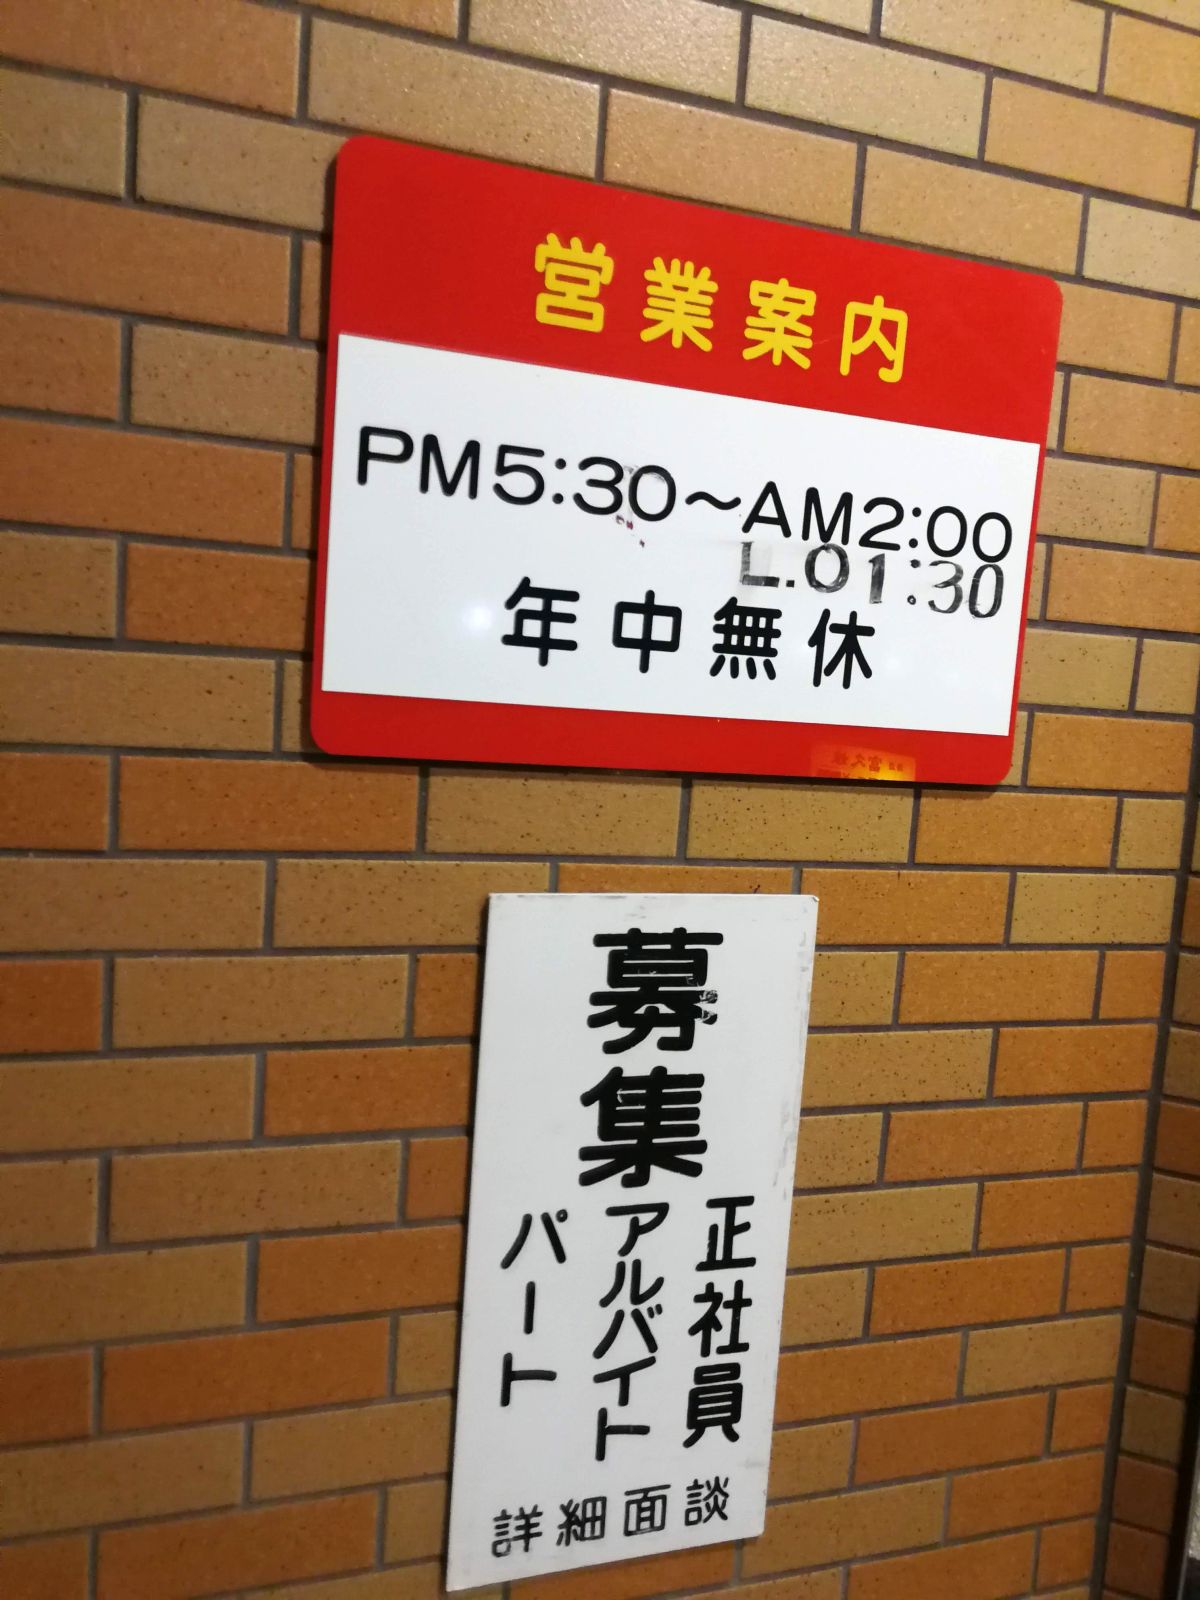 営業案内
PM5:30～AM2:00
L.O1:30
年中無休
募集
正社員
アルバイト
パート
詳細面談